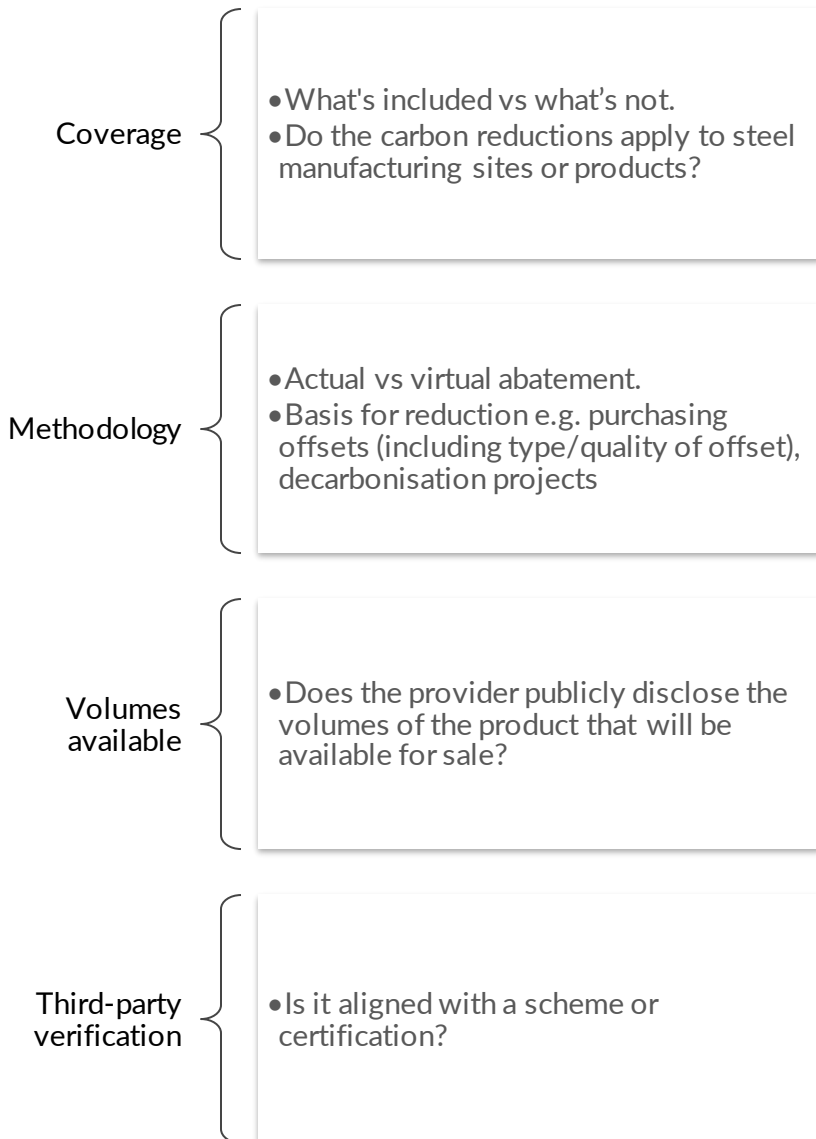 Coverage
•What's included vs what’s not.
•Do the carbon reductions apply to steel
manufacturing sites or products?
Methodology
•Actual vs virtual abatement.
•Basis for reduction e.g. purchasing
offsets (including type/quality of offset),
decarbonisation projects
Volumes
available
•Does the provider publicly disclose the
volumes of the product that will be
available for sale?
Third-party
verification
•Is it aligned with a scheme or
certification?